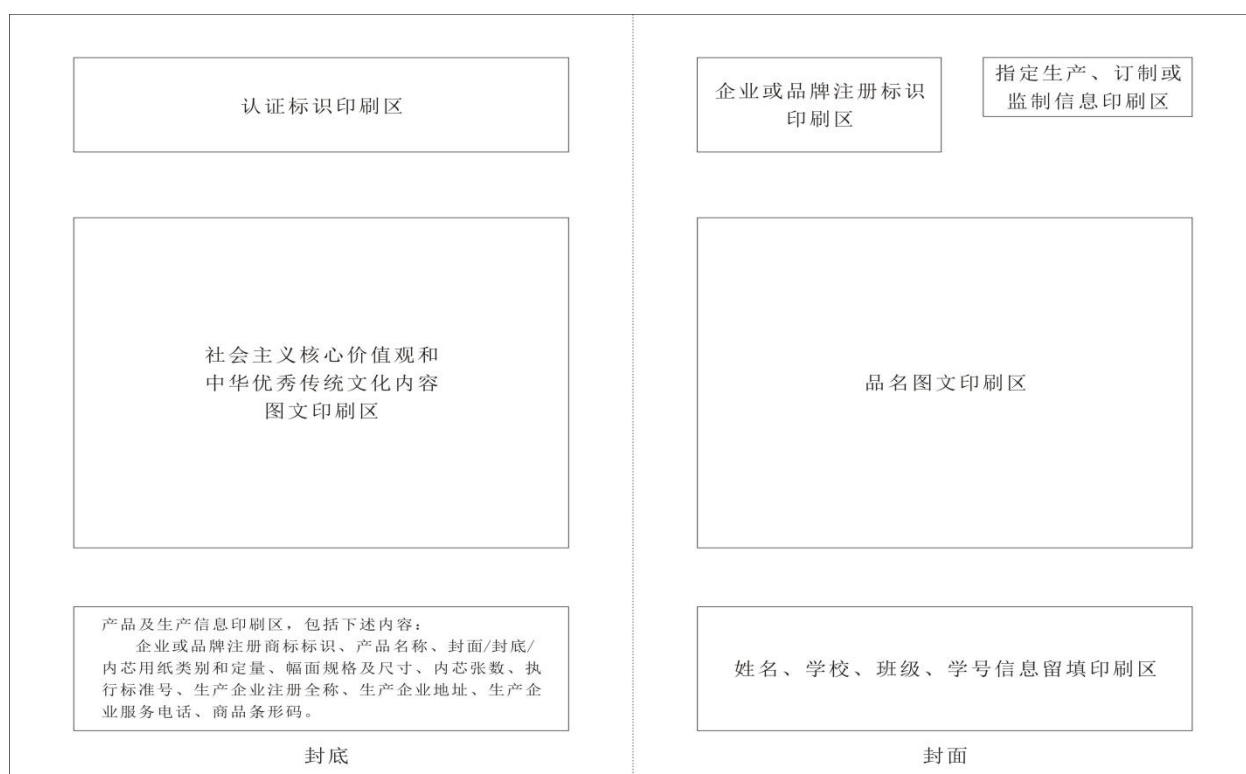 认证标识印刷区
社会主义核心价值观和
中华优秀传统文化内容
图文印刷区
产品及生产信息印刷区，包括下述内容：
企业或品牌注册商标标识、产品名称、封面/封底/
内芯用纸类别和定量、幅面规格及尺寸、内芯张数、执
行标准号、生产企业注册全称、生产企业地址、生产企
业服务电话、商品条形码。
封底
企业或品牌注册标识
印刷区
指定生产、订制或
监制信息印刷区
品名图文印刷区
姓名、学校、班级、学号信息留填印刷区
封面